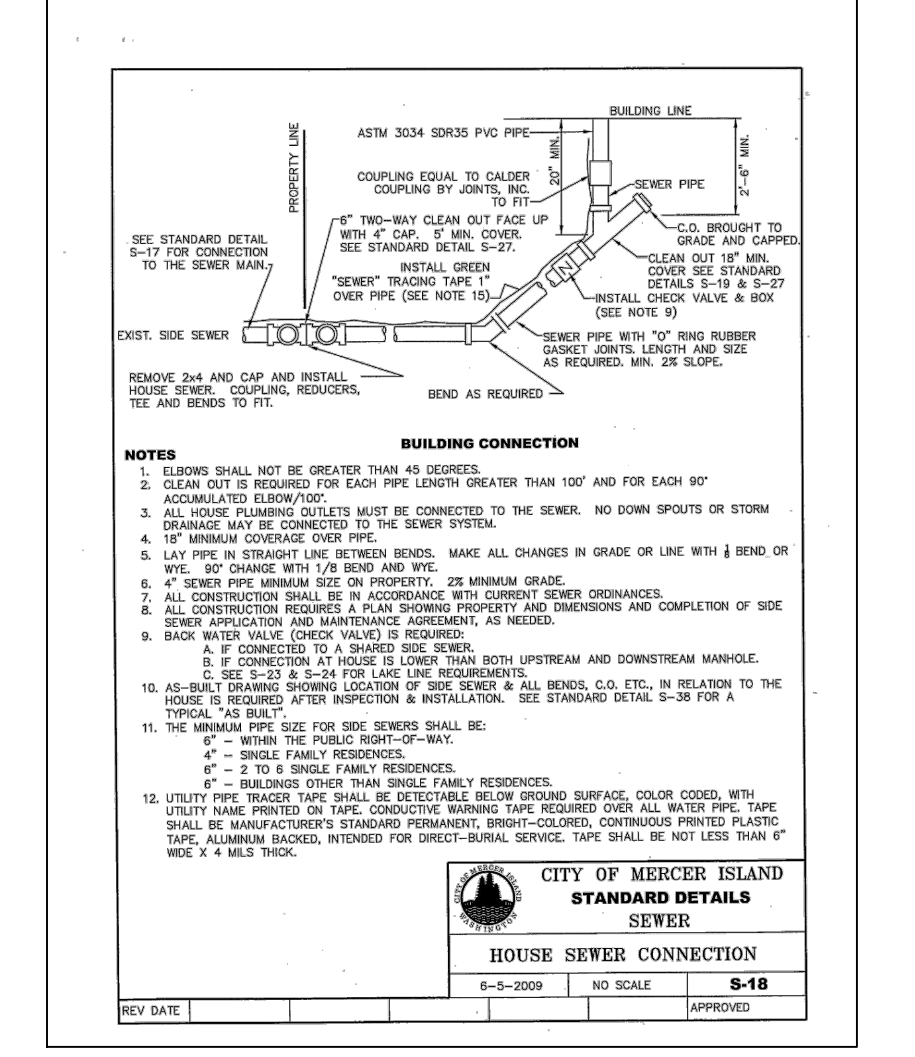 BUILDING LINE
PROPERTY LINE
ASTM 3034 SDR35 PVC PIPE
20" MIN.
2'-6" MIN.
COUPLING EQUAL TO CALDER
COUPLING BY JOINTS, INC.
TO FIT
SEWER PIPE
6" TWO-WAY CLEAN OUT FACE UP
WITH 4" CAP. 5' MIN. COVER.
SEE STANDARD DETAIL S-27.
C.O. BROUGHT TO
GRADE AND CAPPED.
SEE STANDARD DETAIL
S-17 FOR CONNECTION
TO THE SEWER MAIN.
CLEAN OUT 18" MIN.
COVER SEE STANDARD
DETAILS S-19 & S-27
INSTALL GREEN
"SEWER" TRACING TAPE 1"
OVER PIPE (SEE NOTE 15)
N
INSTALL CHECK VALVE & BOX
(SEE NOTE 9)
EXIST. SIDE SEWER
SEWER PIPE WITH "O" RING RUBBER
GASKET JOINTS. LENGTH AND SIZE
AS REQUIRED. MIN. 2% SLOPE.
REMOVE 2x4 AND CAP AND INSTALL
HOUSE SEWER. COUPLING, REDUCERS,
TEE AND BENDS TO FIT.
BEND AS REQUIRED
BUILDING CONNECTION
NOTES
1. ELBOWS SHALL NOT BE GREATER THAN 45 DEGREES.
2. CLEAN OUT IS REQUIRED FOR EACH PIPE LENGTH GREATER THAN 100' AND FOR EACH 90°
ACCUMULATED ELBOW/100'.
3. ALL HOUSE PLUMBING OUTLETS MUST BE CONNECTED TO THE SEWER. NO DOWN SPOUTS OR STORM
DRAINAGE MAY BE CONNECTED TO THE SEWER SYSTEM.
4. 18" MINIMUM COVERAGE OVER PIPE.
5. LAY PIPE IN STRAIGHT LINE BETWEEN BENDS. MAKE ALL CHANGES IN GRADE OR LINE WITH ⅛ BEND OR
WYE. 90° CHANGE WITH 1/8 BEND AND WYE.
6. 4" SEWER PIPE MINIMUM SIZE ON PROPERTY. 2% MINIMUM GRADE.
7. ALL CONSTRUCTION SHALL BE IN ACCORDANCE WITH CURRENT SEWER ORDINANCES.
8. ALL CONSTRUCTION REQUIRES A PLAN SHOWING PROPERTY AND DIMENSIONS AND COMPLETION OF SIDE
SEWER APPLICATION AND MAINTENANCE AGREEMENT, AS NEEDED.
9. BACK WATER VALVE (CHECK VALVE) IS REQUIRED:
A. IF CONNECTED TO A SHARED SIDE SEWER.
B. IF CONNECTION AT HOUSE IS LOWER THAN BOTH UPSTREAM AND DOWNSTREAM MANHOLE.
C. SEE S-23 & S-24 FOR LAKE LINE REQUIREMENTS.
10. AS-BUILT DRAWING SHOWING LOCATION OF SIDE SEWER & ALL BENDS, C.O. ETC., IN RELATION TO THE
HOUSE IS REQUIRED AFTER INSPECTION & INSTALLATION. SEE STANDARD DETAIL S-38 FOR A
TYPICAL "AS BUILT".
11. THE MINIMUM PIPE SIZE FOR SIDE SEWERS SHALL BE:
6" - WITHIN THE PUBLIC RIGHT-OF-WAY.
4" - SINGLE FAMILY RESIDENCES.
6" - 2 TO 6 SINGLE FAMILY RESIDENCES.
6" - BUILDINGS OTHER THAN SINGLE FAMILY RESIDENCES.
12. UTILITY PIPE TRACER TAPE SHALL BE DETECTABLE BELOW GROUND SURFACE, COLOR CODED, WITH
UTILITY NAME PRINTED ON TAPE. CONDUCTIVE WARNING TAPE REQUIRED OVER ALL WATER PIPE. TAPE
SHALL BE MANUFACTURER'S STANDARD PERMANENT, BRIGHT-COLORED, CONTINUOUS PRINTED PLASTIC
TAPE, ALUMINUM BACKED, INTENDED FOR DIRECT-BURIAL SERVICE. TAPE SHALL BE NOT LESS THAN 6"
WIDE X 4 MILS THICK.
CITY OF MERCER ISLAND
WASHINGTON
CITY OF MERCER ISLAND
STANDARD DETAILS
SEWER
HOUSE SEWER CONNECTION
6-5-2009
NO SCALE
S-18
REV DATE
APPROVED